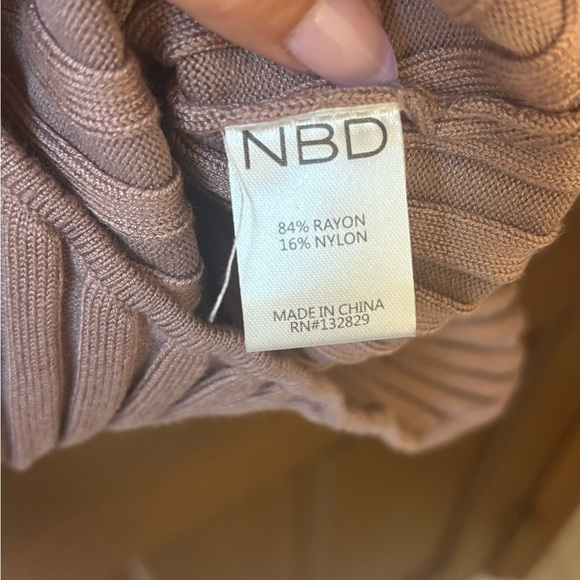 NBD
84% RAYON
16% NYLON
MADE IN CHINA
RN#132829